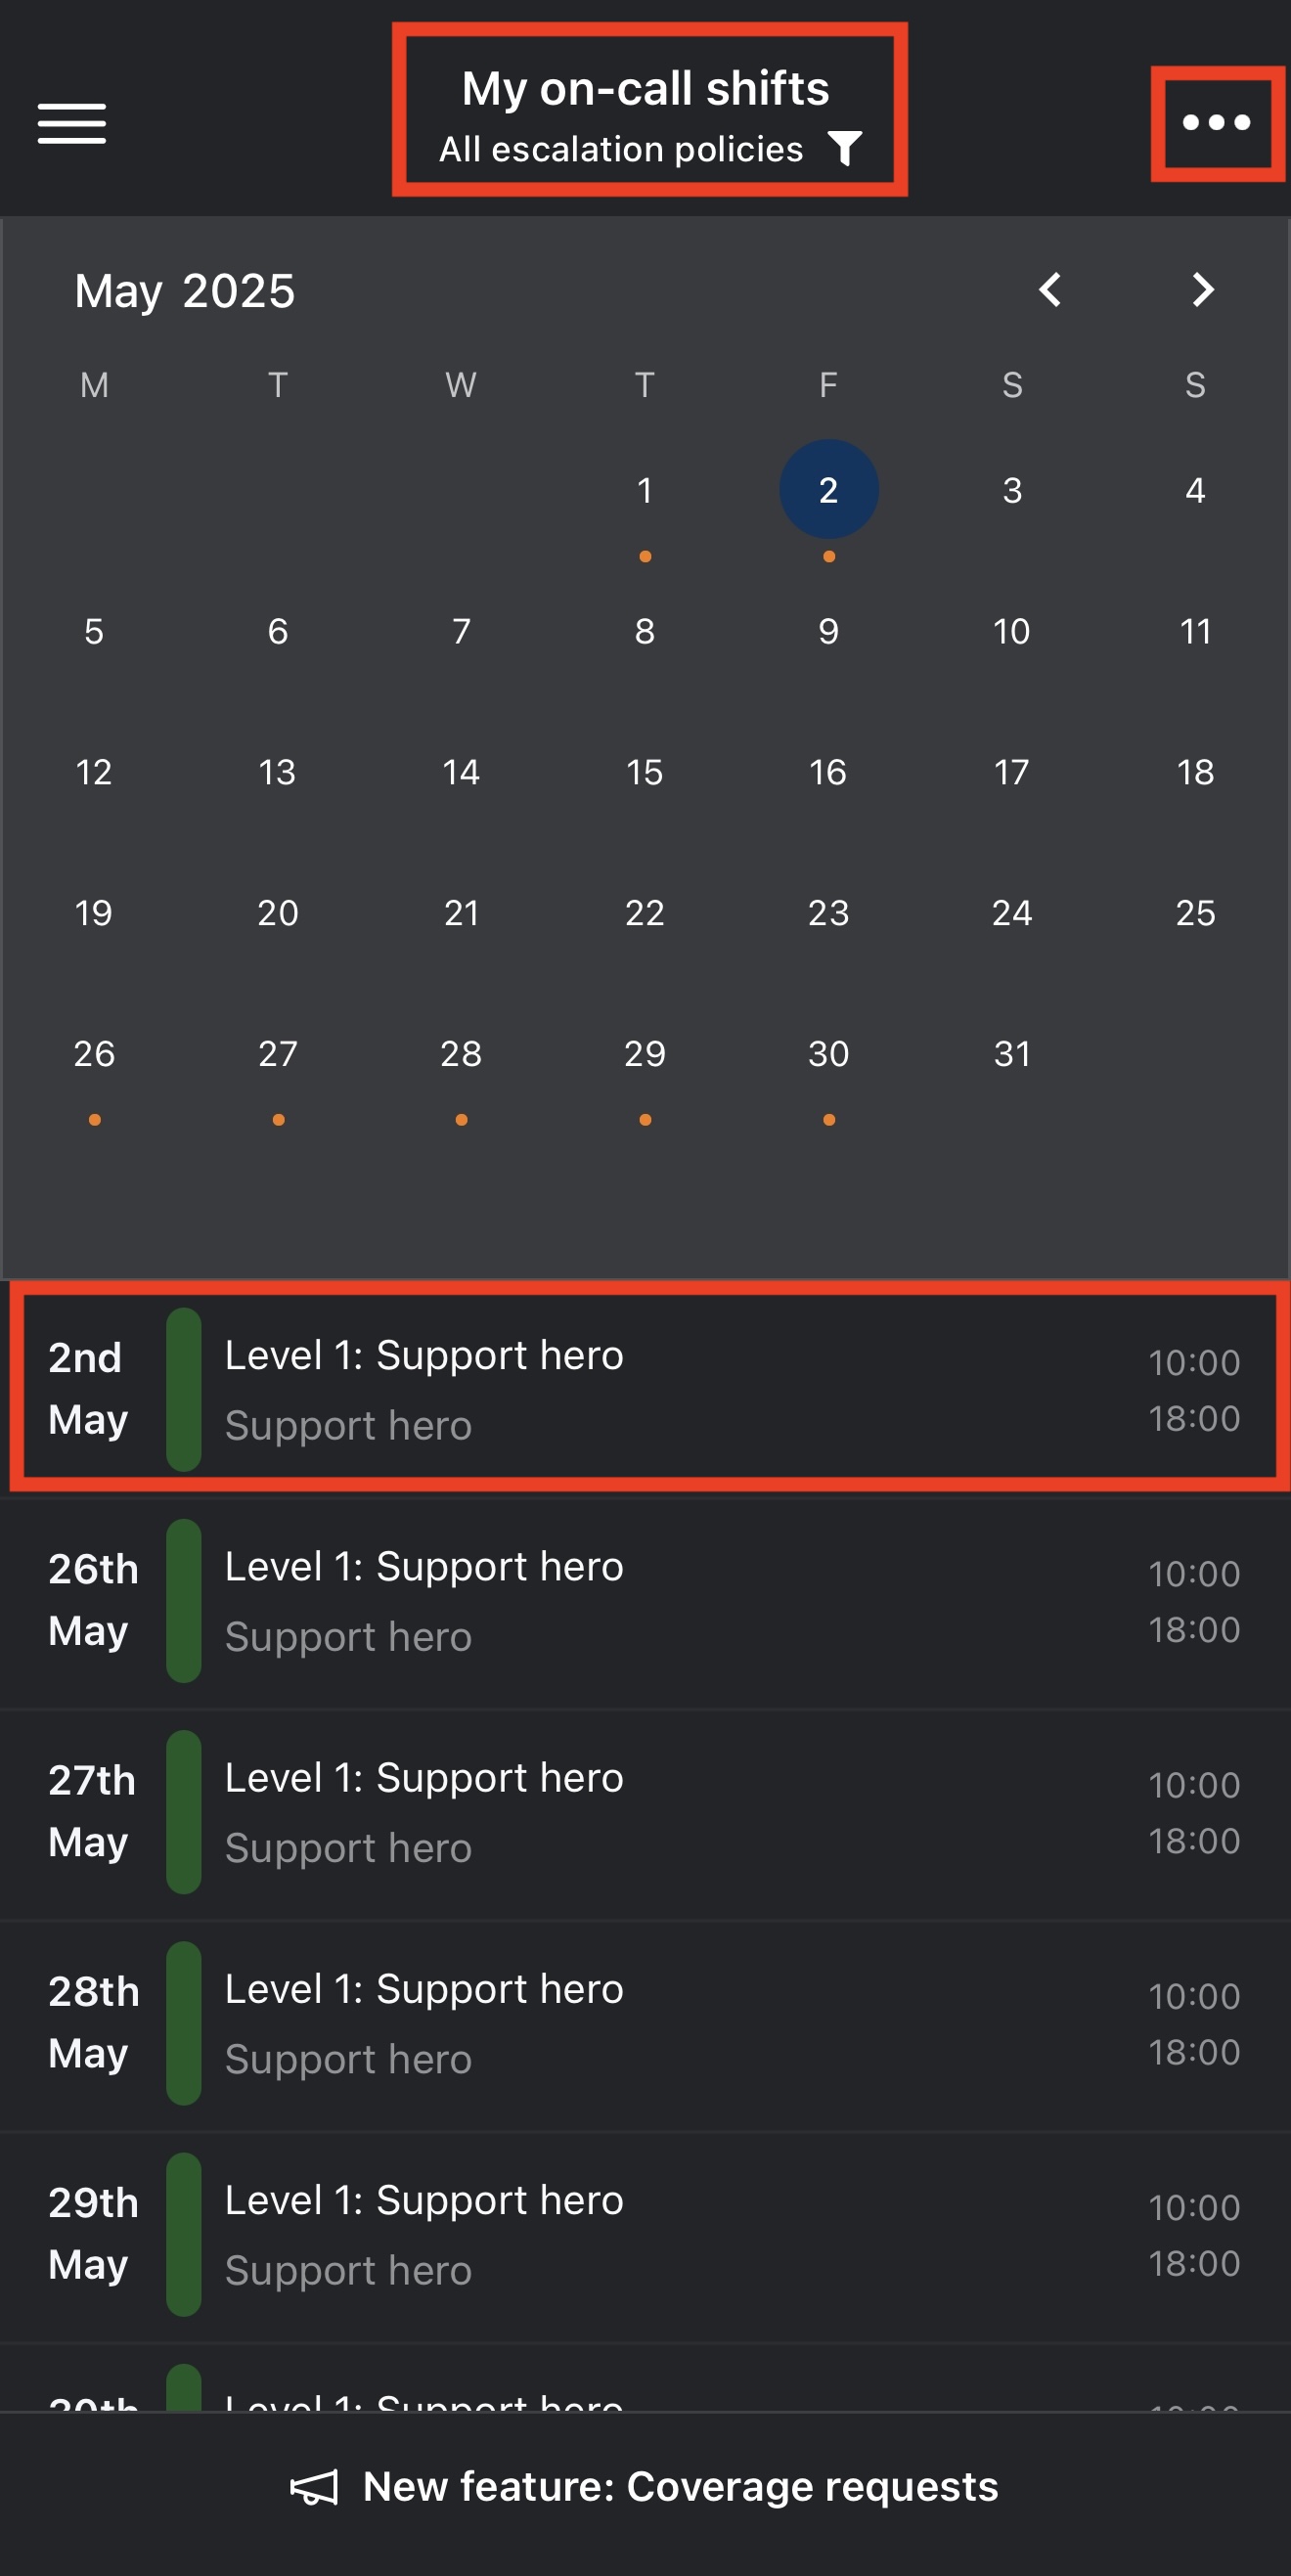 My on-call shifts
All escalation policies
May 2025
M T W T F S S
1 2 3 4
5 6 7 8 9 10 11
12 13 14 15 16 17 18
19 20 21 22 23 24 25
26 27 28 29 30 31
2nd May
Level 1: Support hero
Support hero
10:00
18:00
26th May
Level 1: Support hero
Support hero
10:00
18:00
27th May
Level 1: Support hero
Support hero
10:00
18:00
28th May
Level 1: Support hero
Support hero
10:00
18:00
29th May
Level 1: Support hero
Support hero
10:00
18:00
30th
Level 1: Support hero
New feature: Coverage requests